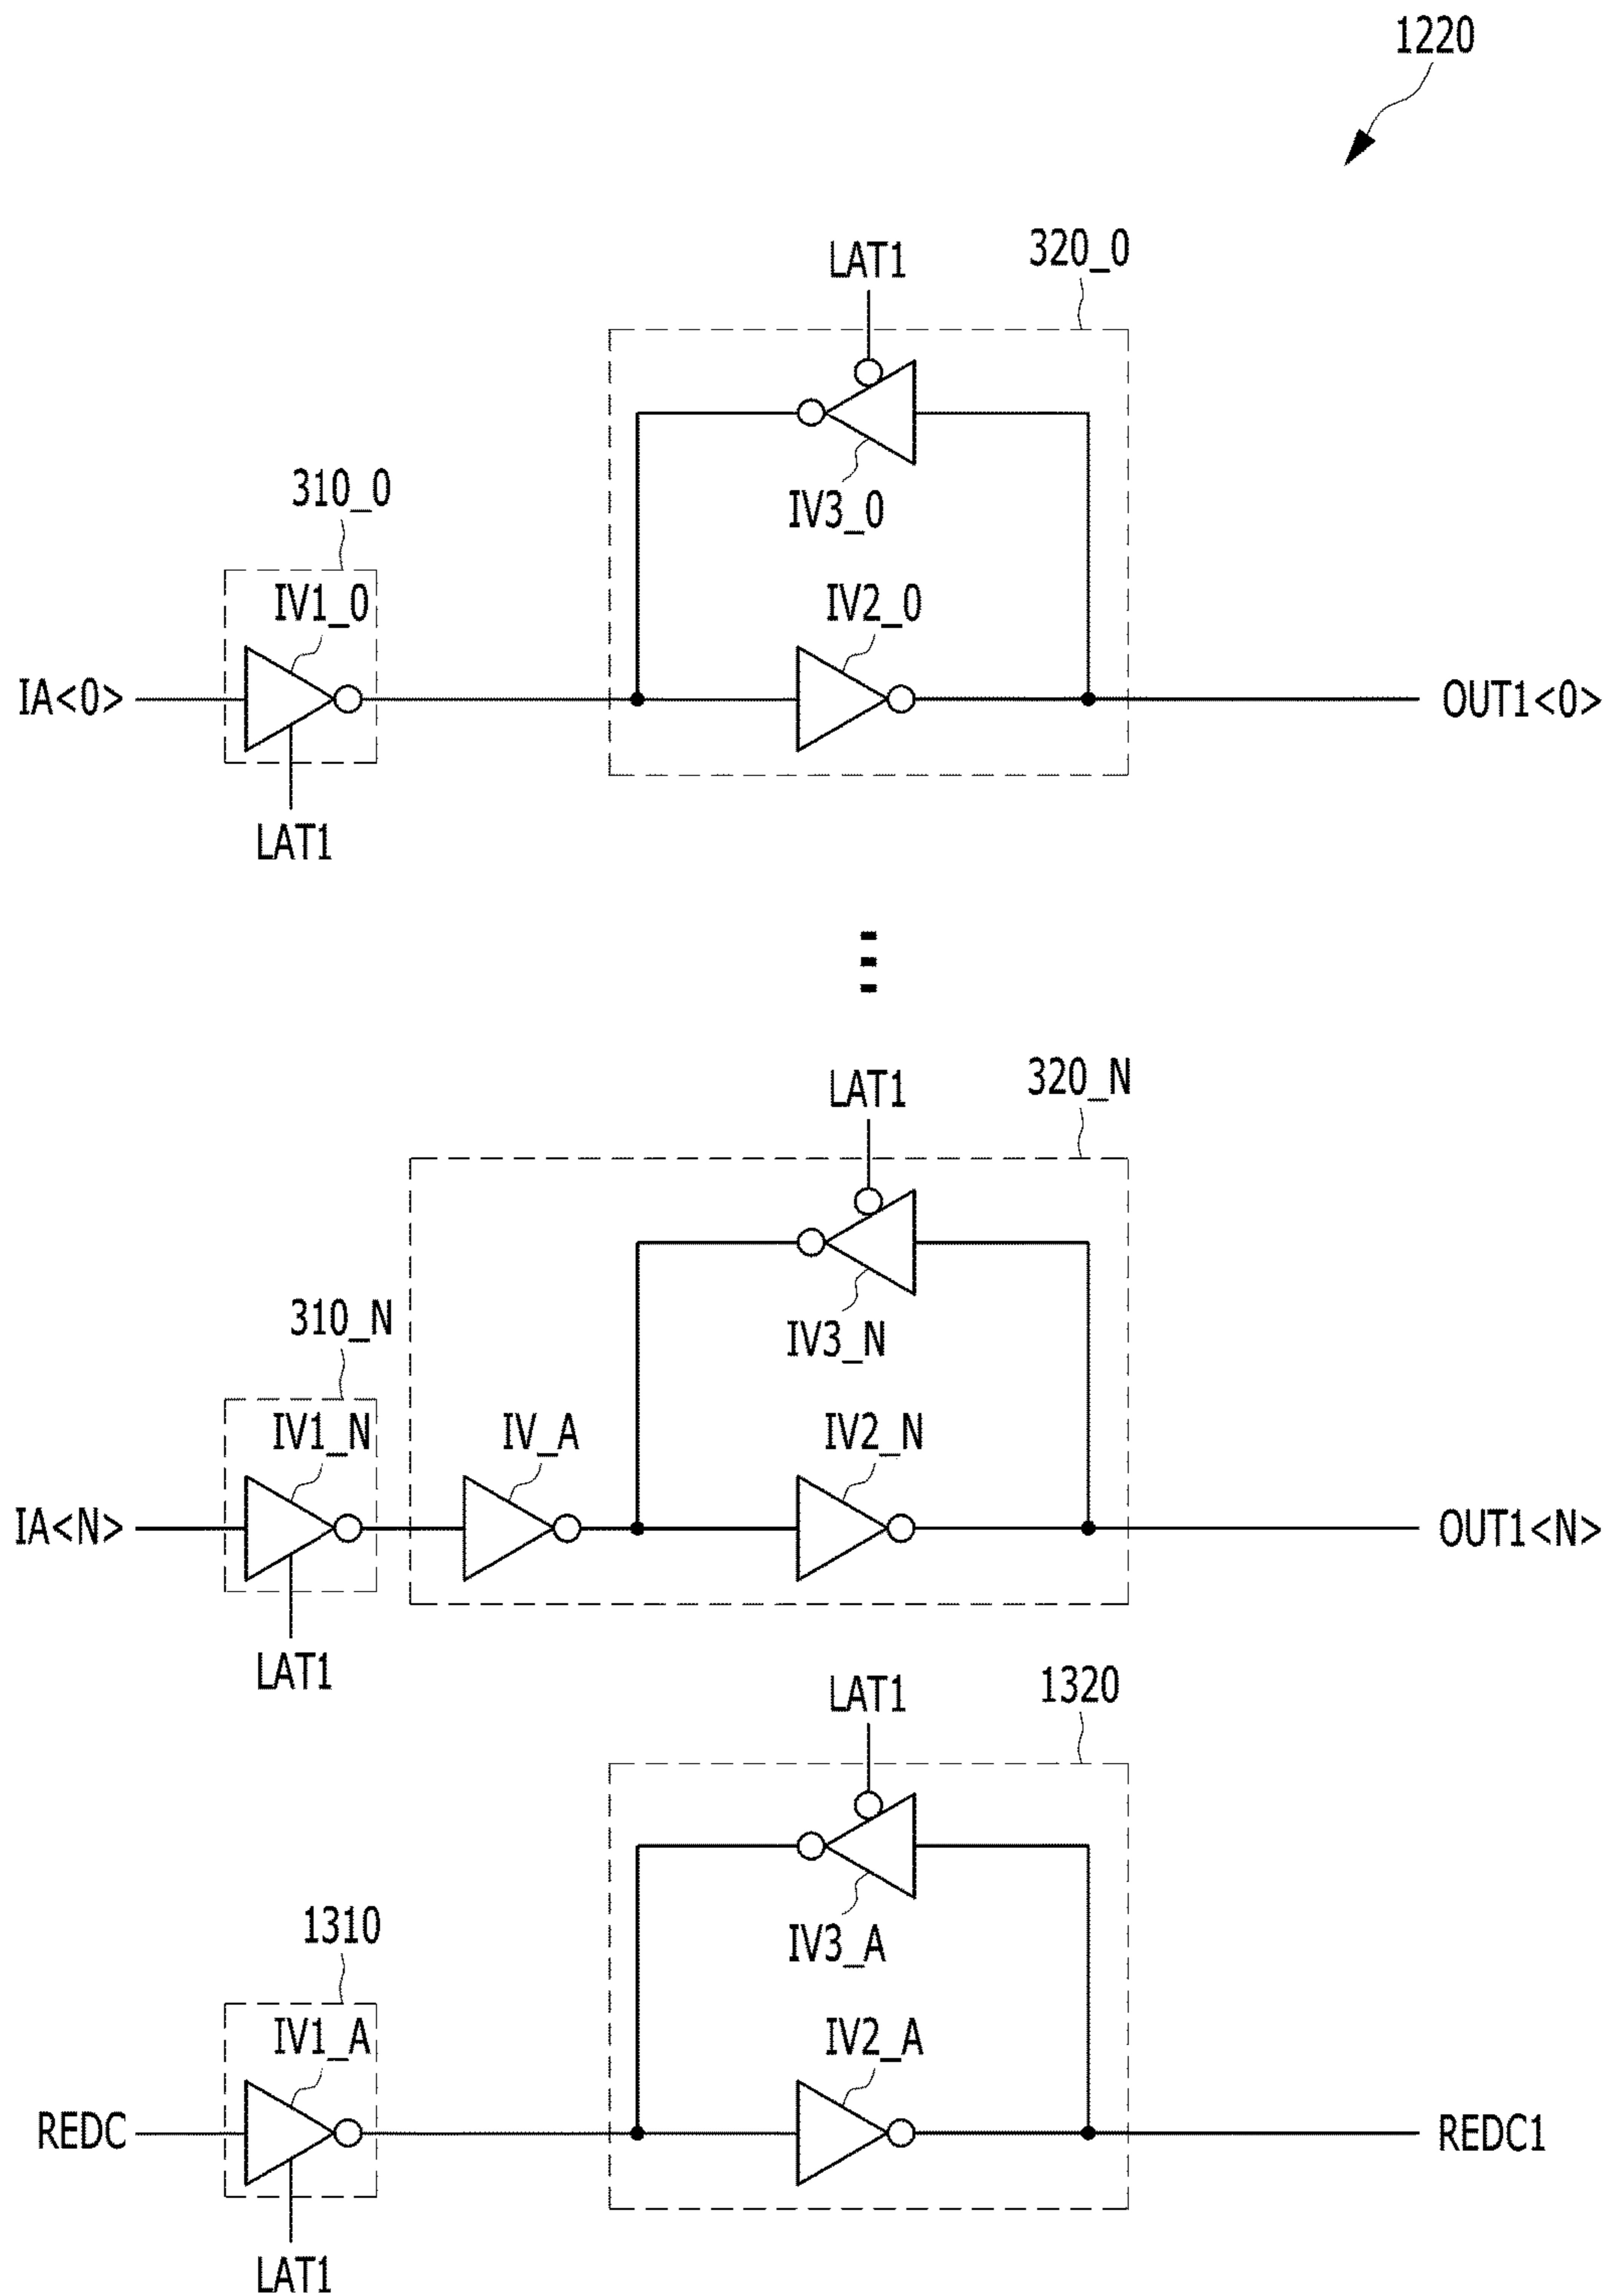 1220
LAT1
320_0
IV3_0
310_0
IV1_0
IV2_0
IA<0>
OUT1<0>
LAT1
LAT1
320_N
IV3_N
310_N
IV1_N
IV_A
IV2_N
IA<N>
OUT1<N>
LAT1
LAT1
1320
IV3_A
1310
IV1_A
IV2_A
REDC
REDC1
LAT1